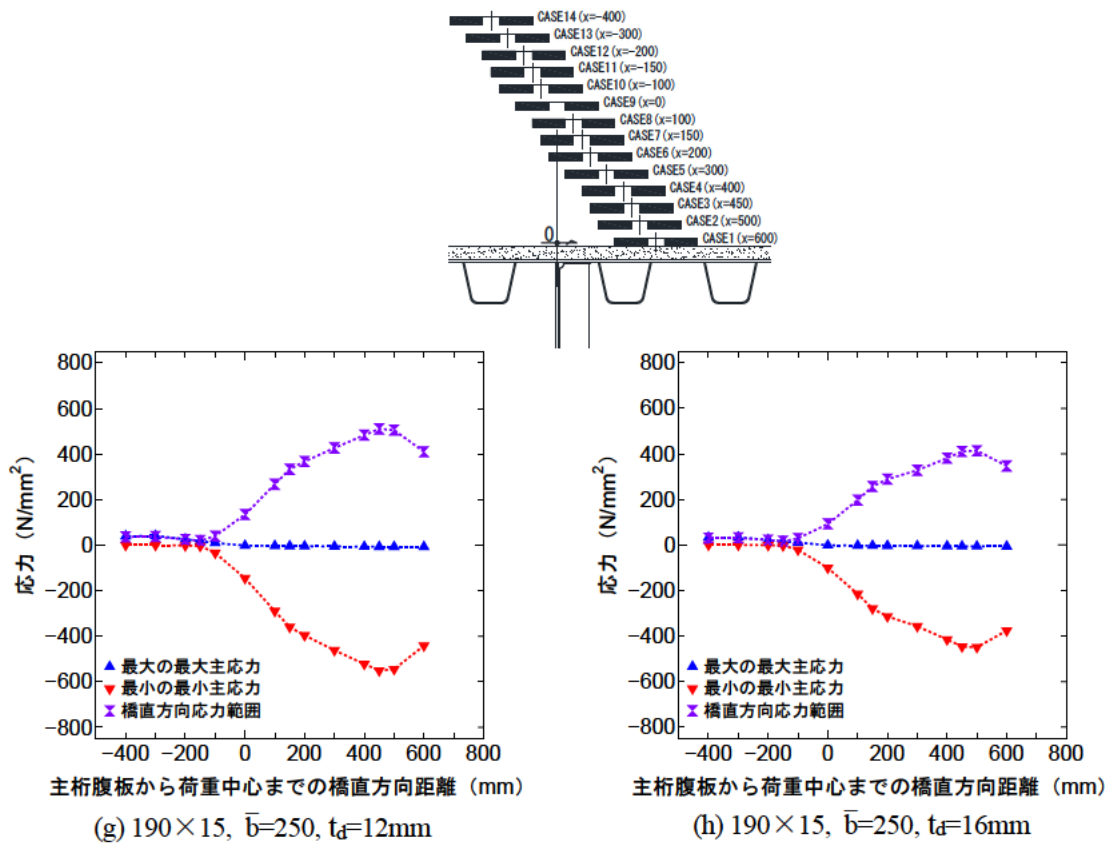 CASE14(x=-400)
CASE13(x=-300)
CASE12(x=-200)
CASE11(x=-150)
CASE10(x=-100)
CASE9(x=0)
CASE8(x=100)
CASE7(x=150)
CASE6(x=200)
CASE5(x=300)
CASE4(x=400)
CASE3(x=450)
CASE2(x=500)
CASE1(x=600)
0
応力 (N/mm²)
800
600
400
200
0
−200
−400
−600
−800
最大の最大主応力
最小の最小主応力
橋直方向応力範囲
−400 −200 0 200 400 600 800
主桁腹板から荷重中心までの橋直方向距離 (mm)
(g) 190×15, b̄=250, t_d=12mm
応力 (N/mm²)
800
600
400
200
0
−200
−400
−600
−800
最大の最大主応力
最小の最小主応力
橋直方向応力範囲
−400 −200 0 200 400 600 800
主桁腹板から荷重中心までの橋直方向距離 (mm)
(h) 190×15, b̄=250, t_d=16mm